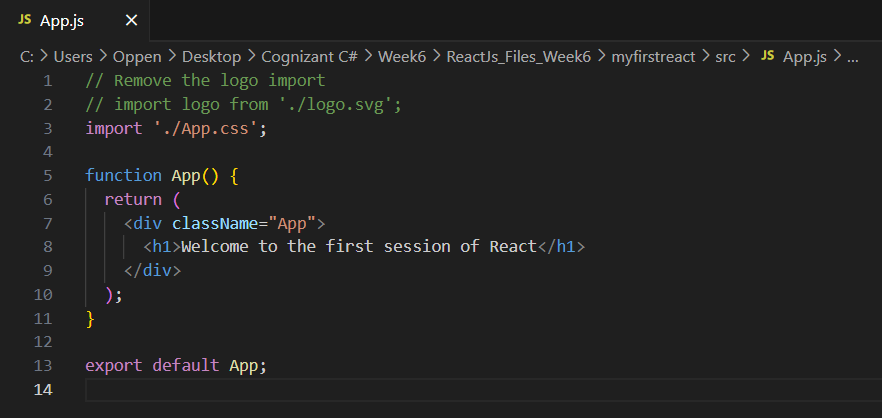 JS App.js ×
C: > Users > Oppen > Desktop > Cognizant C# > Week6 > ReactJs_Files_Week6 > myfirstreact > src > JS App.js > ...
1 // Remove the logo import
2 // import logo from './logo.svg';
3 import './App.css';
4
5 function App() {
6   return (
7     <div className="App">
8       <h1>Welcome to the first session of React</h1>
9     </div>
10   );
11 }
12
13 export default App;
14